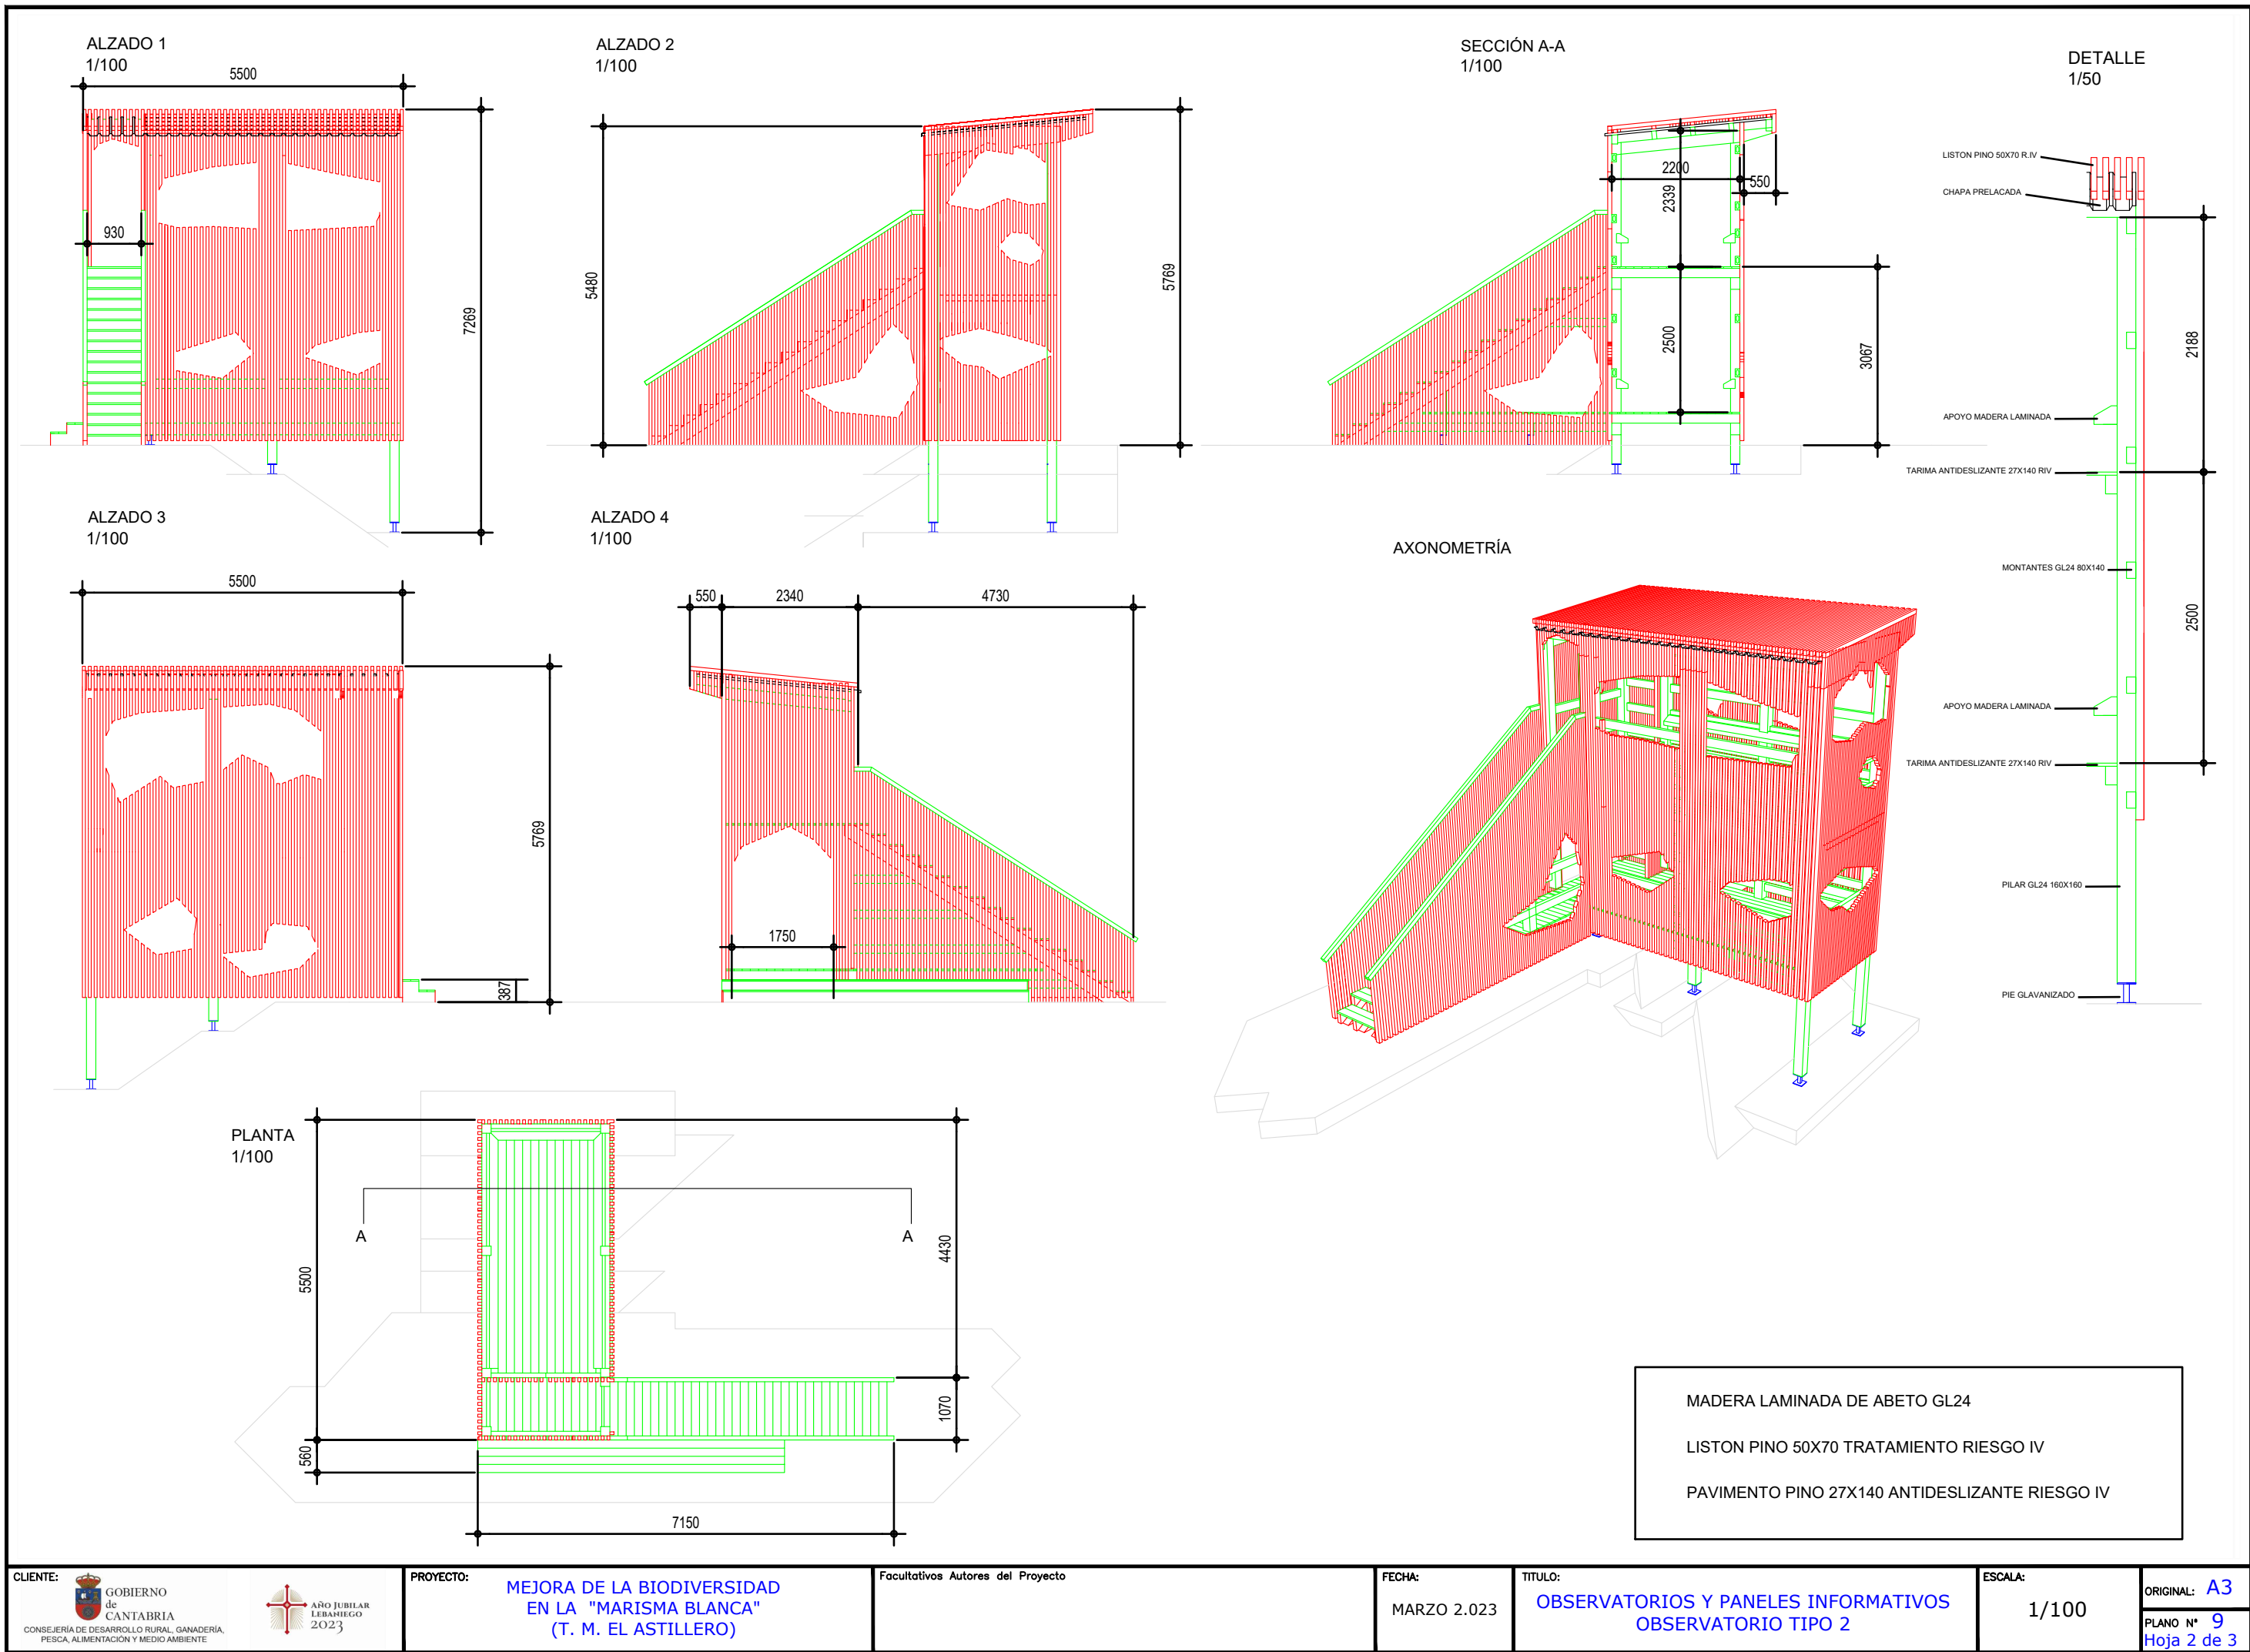 ALZADO 1
1/100
5500
930
7269
ALZADO 2
1/100
5480
5769
SECCIÓN A-A
1/100
2200
550
2339
2500
3067
DETALLE
1/50
LISTON PINO 50X70 R.IV
CHAPA PRELACADA
2188
APOYO MADERA LAMINADA
TARIMA ANTIDESLIZANTE 27X140 RIV
MONTANTES GL24 80X140
2500
APOYO MADERA LAMINADA
TARIMA ANTIDESLIZANTE 27X140 RIV
PILAR GL24 160X160
PIE GLAVANIZADO
ALZADO 3
1/100
5500
5769
387
ALZADO 4
1/100
550
2340
4730
1750
AXONOMETRÍA
PLANTA
1/100
A
A
5500
560
4430
1070
7150
MADERA LAMINADA DE ABETO GL24
LISTON PINO 50X70 TRATAMIENTO RIESGO IV
PAVIMENTO PINO 27X140 ANTIDESLIZANTE RIESGO IV
CLIENTE:
GOBIERNO
de
CANTABRIA
CONSEJERÍA DE DESARROLLO RURAL, GANADERÍA,
PESCA, ALIMENTACIÓN Y MEDIO AMBIENTE
AÑO JUBILAR
LEBANIEGO
2023
PROYECTO:
MEJORA DE LA BIODIVERSIDAD
EN LA "MARISMA BLANCA"
(T. M. EL ASTILLERO)
Facultativos Autores del Proyecto
FECHA:
MARZO 2.023
TITULO:
OBSERVATORIOS Y PANELES INFORMATIVOS
OBSERVATORIO TIPO 2
ESCALA:
1/100
ORIGINAL: A3
PLANO Nº 9
Hoja 2 de 3